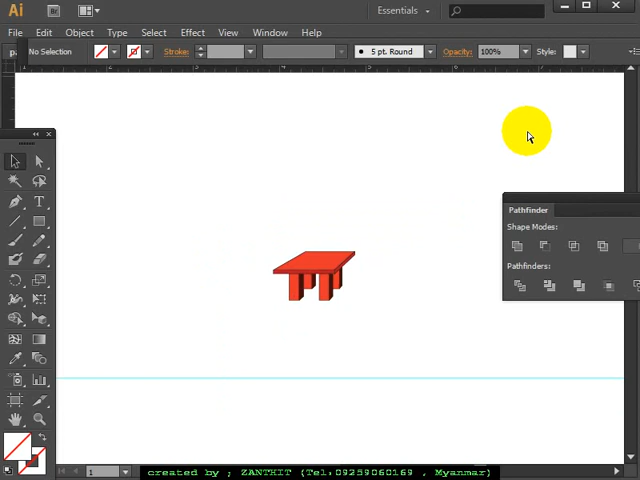 Ai Br Essentials
File Edit Object Type Select Effect View Window Help
No Selection Stroke: 5 pt. Round Opacity: 100% Style:
Pathfinder
Shape Modes:
Pathfinders:
1
created by ; ZANTHIT (Tel:09259060169 , Myanmar)